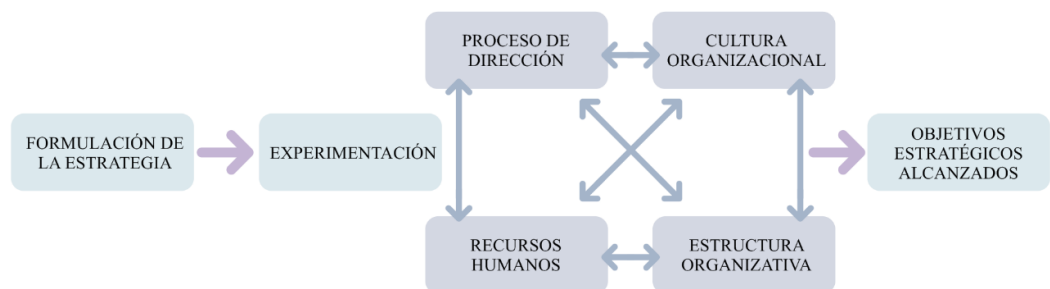 PROCESO DE
DIRECCIÓN
CULTURA
ORGANIZACIONAL
FORMULACIÓN DE
LA ESTRATEGIA
EXPERIMENTACIÓN
OBJETIVOS
ESTRATÉGICOS
ALCANZADOS
RECURSOS
HUMANOS
ESTRUCTURA
ORGANIZATIVA